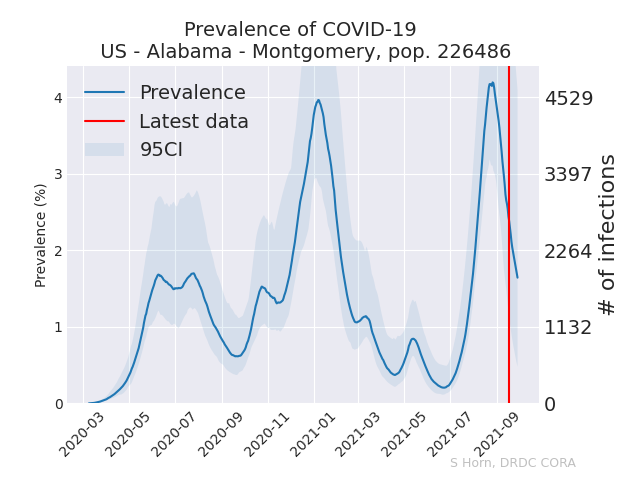 Prevalence of COVID-19
US - Alabama - Montgomery, pop. 226486
Prevalence
Latest data
95CI
Prevalence (%)
4
3
2
1
0
4529
3397
2264
1132
0
# of infections
2020-03
2020-05
2020-07
2020-09
2020-11
2021-01
2021-03
2021-05
2021-07
2021-09
S Horn, DRDC CORA